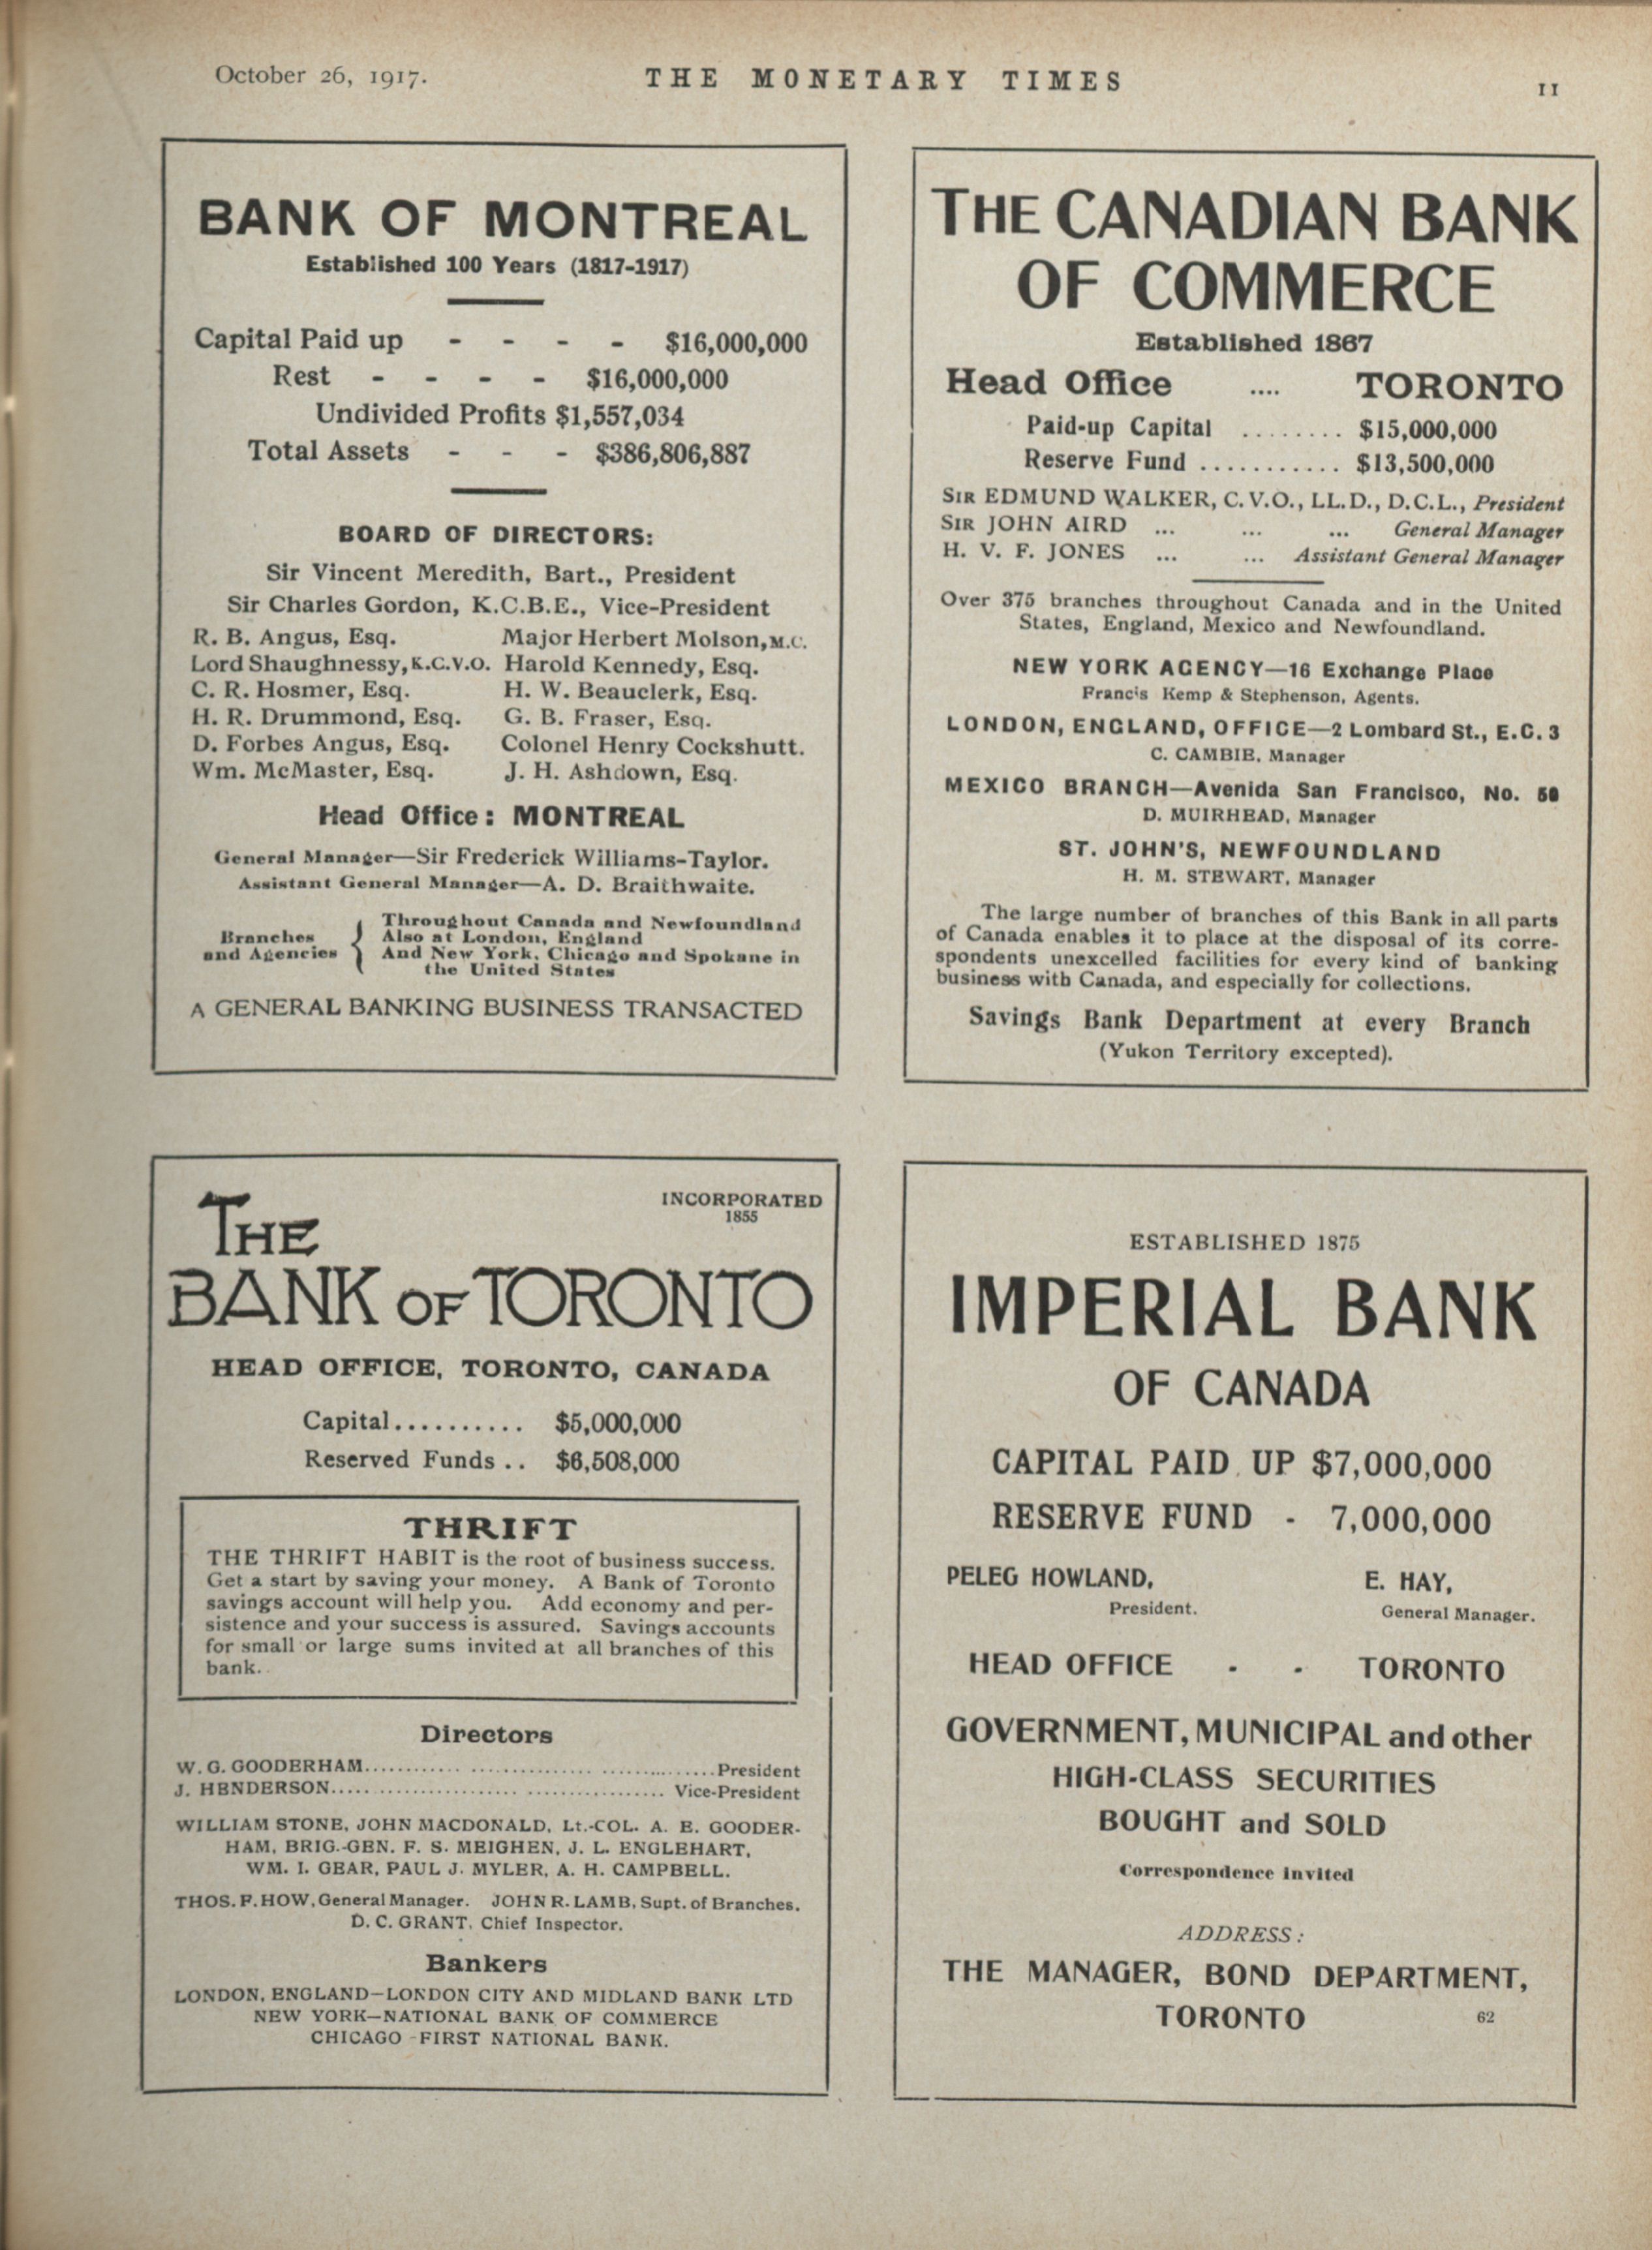 October 26, 1917.
THE MONETARY TIMES
11
BANK OF MONTREAL
Established 100 Years (1817-1917)
Capital Paid up - - - - $16,000,000
Rest - - - - $16,000,000
Undivided Profits $1,557,034
Total Assets - - - $386,806,887
BOARD OF DIRECTORS:
Sir Vincent Meredith, Bart., President
Sir Charles Gordon, K.C.B.E., Vice-President
R. B. Angus, Esq. Major Herbert Molson, M.C.
Lord Shaughnessy, K.C.V.O. Harold Kennedy, Esq.
C. R. Hosmer, Esq. H. W. Beauclerk, Esq.
H. R. Drummond, Esq. G. B. Fraser, Esq.
D. Forbes Angus, Esq. Colonel Henry Cockshutt.
Wm. McMaster, Esq. J. H. Ashdown, Esq.
Head Office: MONTREAL
General Manager—Sir Frederick Williams-Taylor.
Assistant General Manager—A. D. Braithwaite.
Branches and Agencies { Throughout Canada and Newfoundland
Also at London, England
And New York, Chicago and Spokane in
the United States
A GENERAL BANKING BUSINESS TRANSACTED
THE CANADIAN BANK
OF COMMERCE
Established 1867
Head Office .... TORONTO
Paid-up Capital ........ $15,000,000
Reserve Fund ........... $13,500,000
SIR EDMUND WALKER, C.V.O., LL.D., D.C.L., President
SIR JOHN AIRD ... ... ... General Manager
H. V. F. JONES ... ... Assistant General Manager
Over 375 branches throughout Canada and in the United
States, England, Mexico and Newfoundland.
NEW YORK AGENCY—16 Exchange Place
Francis Kemp & Stephenson, Agents.
LONDON, ENGLAND, OFFICE—2 Lombard St., E.C. 3
C. CAMBIE, Manager
MEXICO BRANCH—Avenida San Francisco, No. 50
D. MUIRHEAD, Manager
ST. JOHN'S, NEWFOUNDLAND
H. M. STEWART, Manager
The large number of branches of this Bank in all parts
of Canada enables it to place at the disposal of its corre-
spondents unexcelled facilities for every kind of banking
business with Canada, and especially for collections.
Savings Bank Department at every Branch
(Yukon Territory excepted).
INCORPORATED
1855
THE
BANK OF TORONTO
HEAD OFFICE, TORONTO, CANADA
Capital.......... $5,000,000
Reserved Funds .. $6,508,000
THRIFT
THE THRIFT HABIT is the root of business success.
Get a start by saving your money. A Bank of Toronto
savings account will help you. Add economy and per-
sistence and your success is assured. Savings accounts
for small or large sums invited at all branches of this
bank.
Directors
W. G. GOODERHAM.......................................President
J. HENDERSON....................................... Vice-President
WILLIAM STONE, JOHN MACDONALD, Lt.-COL. A. E. GOODER-
HAM, BRIG.-GEN. F. S. MEIGHEN, J. L. ENGLEHART,
WM. I. GEAR, PAUL J. MYLER, A. H. CAMPBELL.
THOS. F. HOW, General Manager. JOHN R. LAMB, Supt. of Branches.
D. C. GRANT, Chief Inspector.
Bankers
LONDON, ENGLAND—LONDON CITY AND MIDLAND BANK LTD
NEW YORK—NATIONAL BANK OF COMMERCE
CHICAGO - FIRST NATIONAL BANK.
ESTABLISHED 1875
IMPERIAL BANK
OF CANADA
CAPITAL PAID UP $7,000,000
RESERVE FUND - 7,000,000
PELEG HOWLAND, E. HAY,
President. General Manager.
HEAD OFFICE - - TORONTO
GOVERNMENT, MUNICIPAL and other
HIGH-CLASS SECURITIES
BOUGHT and SOLD
Correspondence invited
ADDRESS:
THE MANAGER, BOND DEPARTMENT,
TORONTO 62